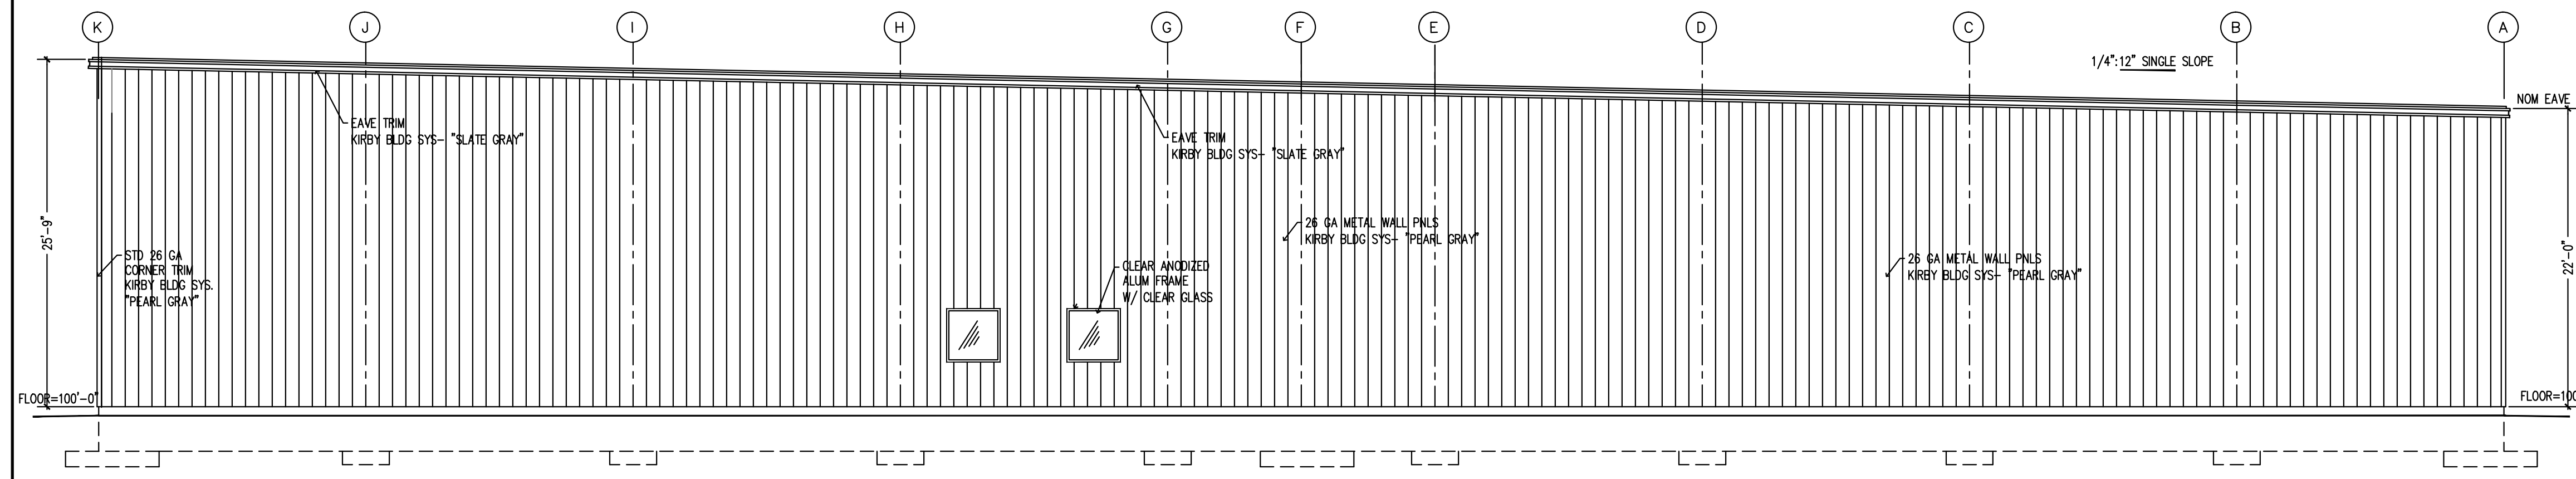 K J I H G F E D C B A
1/4":12" SINGLE SLOPE
NOM EAVE
EAVE TRIM
KIRBY BLDG SYS- "SLATE GRAY"
EAVE TRIM
KIRBY BLDG SYS- "SLATE GRAY"
25'-9"
26 GA METAL WALL PNLS
KIRBY BLDG SYS- "PEARL GRAY"
STD 26 GA
CORNER TRIM
KIRBY BLDG SYS.
"PEARL GRAY"
CLEAR ANODIZED
ALUM FRAME
W/ CLEAR GLASS
26 GA METAL WALL PNLS
KIRBY BLDG SYS- "PEARL GRAY"
22'-0"
FLOOR=100'-0"
FLOOR=100